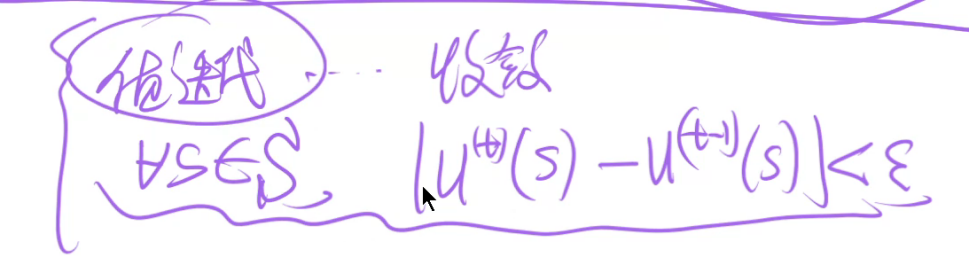 值迭代 ..... 收敛
∀s∈S, |U^(t)(s) - U^(t-1)(s)| < ε